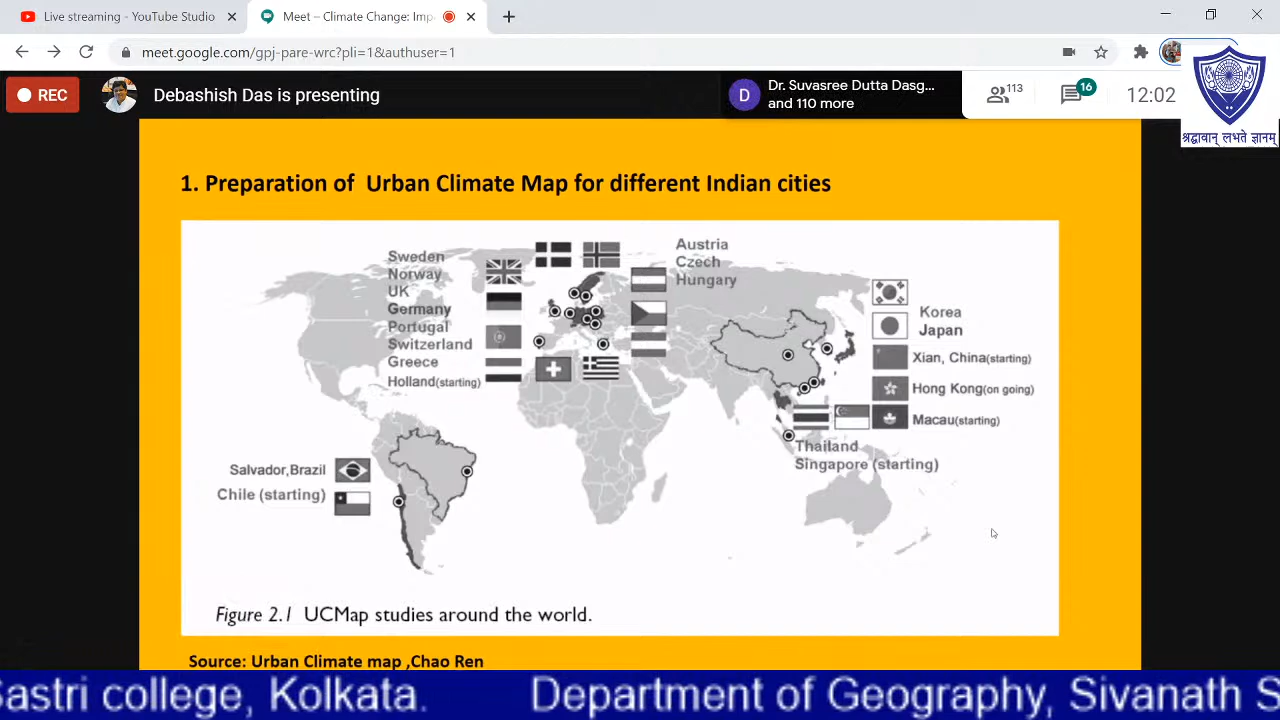 Live streaming - YouTube Studio
Meet – Climate Change: Imp
meet.google.com/gpj-pare-wrc?pli=1&authuser=1
REC
Debashish Das is presenting
D
Dr. Suvasree Dutta Dasg...
and 110 more
113
16
12:02
श्रद्धावान् लभते ज्ञानम्
1. Preparation of Urban Climate Map for different Indian cities
Sweden
Norway
UK
Germany
Portugal
Switzerland
Greece
Holland(starting)
Austria
Czech
Hungary
Korea
Japan
Xian, China(starting)
Hong Kong(on going)
Macau(starting)
Thailand
Singapore (starting)
Salvador,Brazil
Chile (starting)
Figure 2.1 UCMap studies around the world.
Source: Urban Climate map ,Chao Ren
Sastri college, Kolkata. Department of Geography, Sivanath S